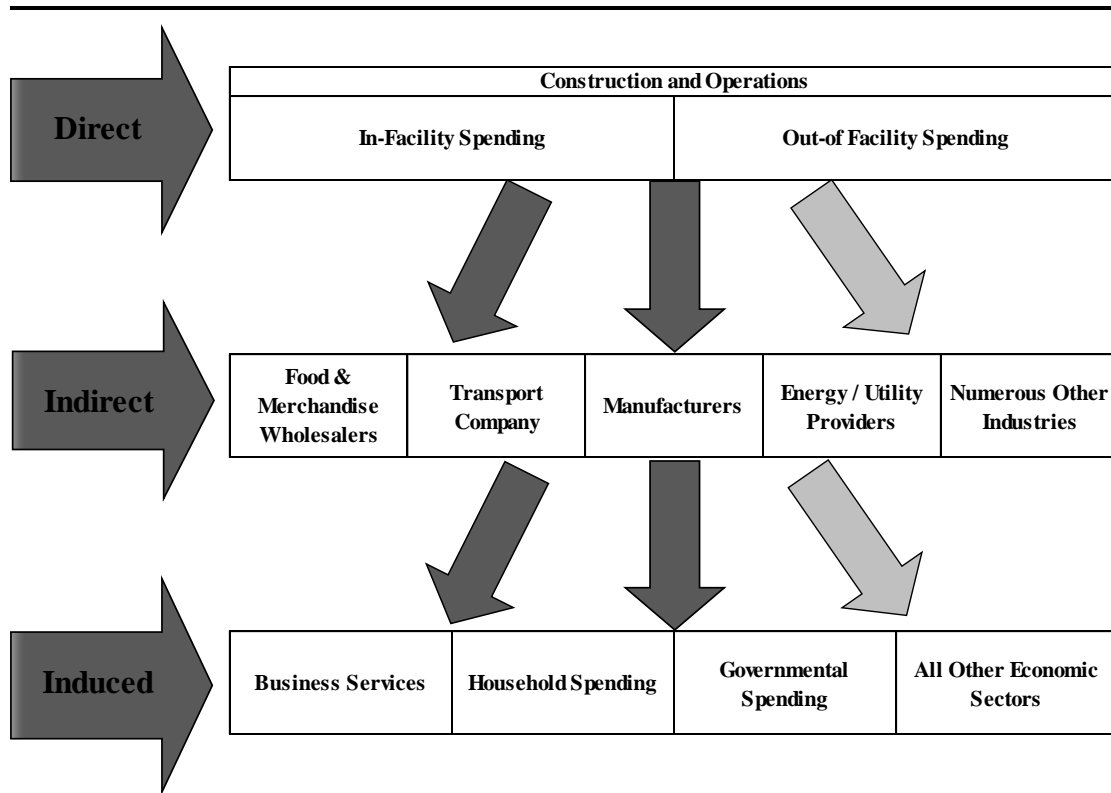 Direct
Construction and Operations
In-Facility Spending
Out-of Facility Spending
Indirect
Food &
Merchandise
Wholesalers
Transport
Company
Manufacturers
Energy / Utility
Providers
Numerous Other
Industries
Induced
Business Services
Household Spending
Governmental
Spending
All Other Economic
Sectors